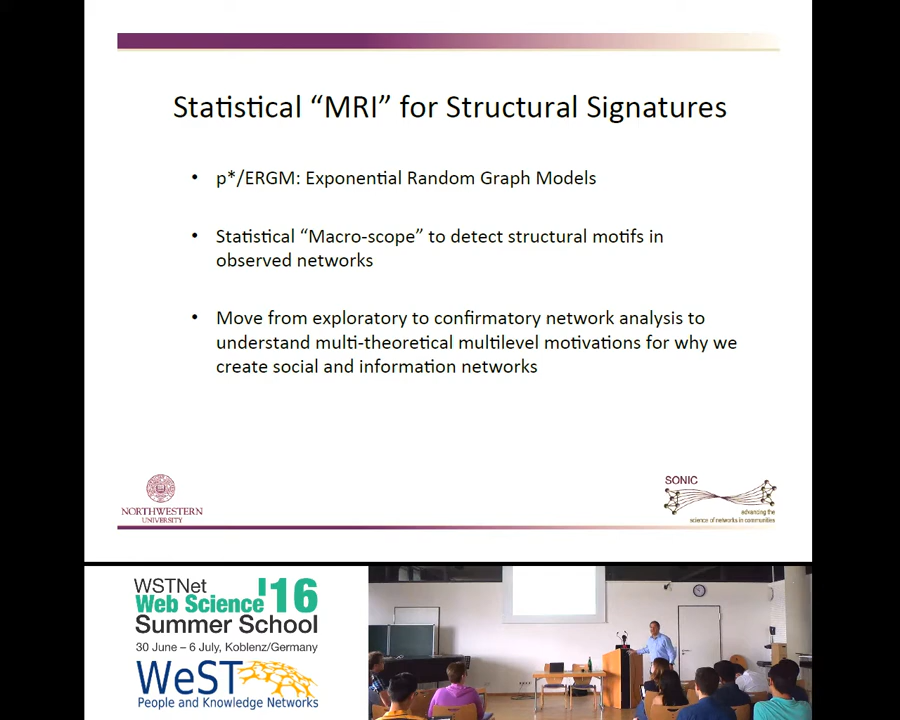 Statistical “MRI” for Structural Signatures
• p*/ERGM: Exponential Random Graph Models
• Statistical “Macro-scope” to detect structural motifs in
observed networks
• Move from exploratory to confirmatory network analysis to
understand multi-theoretical multilevel motivations for why we
create social and information networks
NORTHWESTERN
UNIVERSITY
SONIC
advancing the
science of networks in communities
WSTNet
Web Science '16
Summer School
30 June – 6 July, Koblenz/Germany
WeST
People and Knowledge Networks